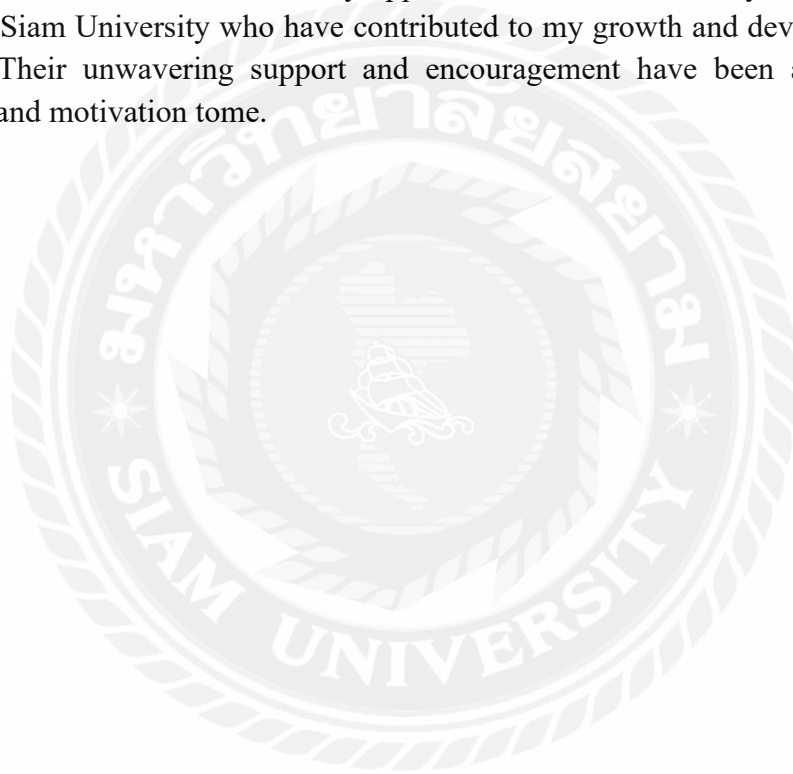 Siam University who have contributed to my growth and dev
Their unwavering support and encouragement have been a
and motivation tome.
มหาวิทยาลัยสยาม
SIAM UNIVERSITY